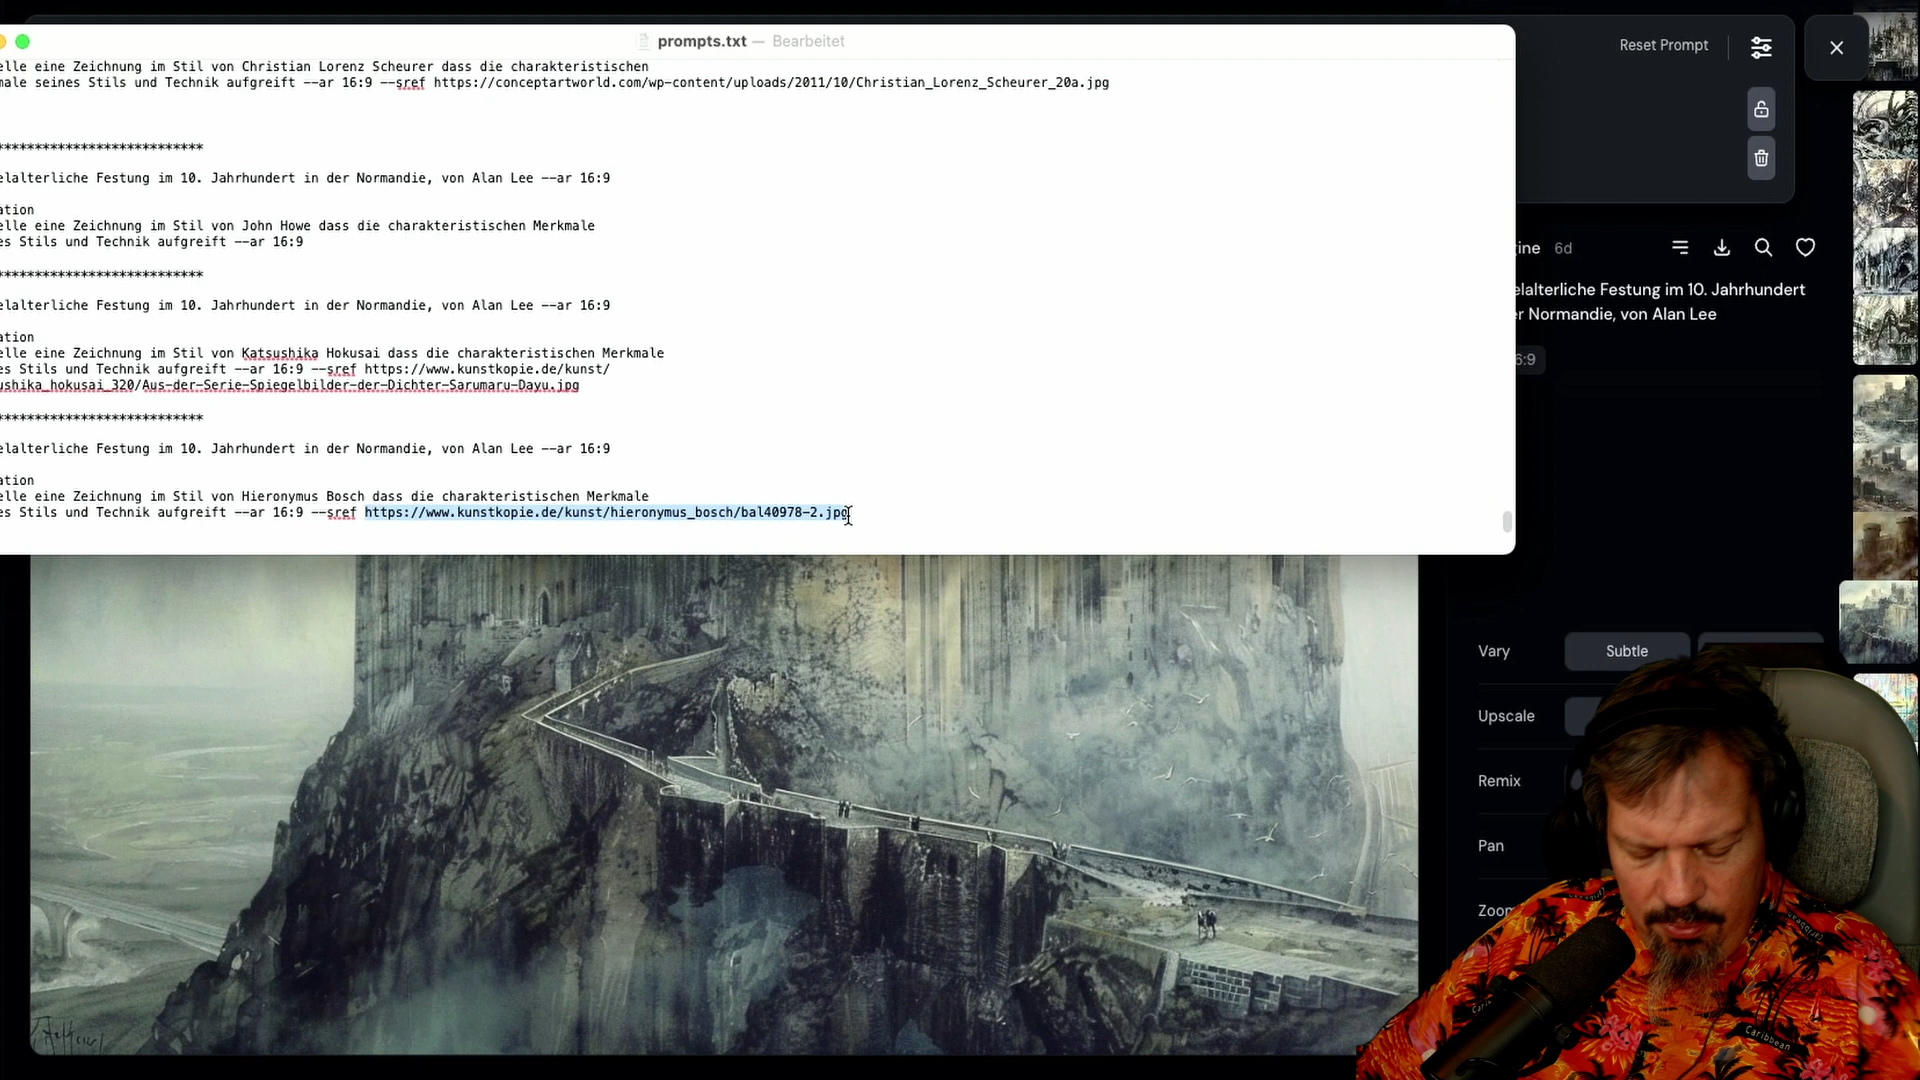 prompts.txt — Bearbeitet
elle eine Zeichnung im Stil von Christian Lorenz Scheurer dass die charakteristischen
male seines Stils und Technik aufgreift --ar 16:9 --sref https://conceptartworld.com/wp-content/uploads/2011/10/Christian_Lorenz_Scheurer_20a.jpg
***************************
elalterliche Festung im 10. Jahrhundert in der Normandie, von Alan Lee --ar 16:9
ation
elle eine Zeichnung im Stil von John Howe dass die charakteristischen Merkmale
es Stils und Technik aufgreift --ar 16:9
***************************
elalterliche Festung im 10. Jahrhundert in der Normandie, von Alan Lee --ar 16:9
ation
elle eine Zeichnung im Stil von Katsushika Hokusai dass die charakteristischen Merkmale
es Stils und Technik aufgreift --ar 16:9 --sref https://www.kunstkopie.de/kunst/
ushika_hokusai_320/Aus-der-Serie-Spiegelbilder-der-Dichter-Sarumaru-Dayu.jpg
***************************
elalterliche Festung im 10. Jahrhundert in der Normandie, von Alan Lee --ar 16:9
ation
elle eine Zeichnung im Stil von Hieronymus Bosch dass die charakteristischen Merkmale
es Stils und Technik aufgreift --ar 16:9 --sref https://www.kunstkopie.de/kunst/hieronymus_bosch/bal40978-2.jpg
Reset Prompt
gine 6d
elalterliche Festung im 10. Jahrhundert
er Normandie, von Alan Lee
6:9
Vary Subtle
Upscale
Remix
Pan
Zoom
Caribbean
Caribbean